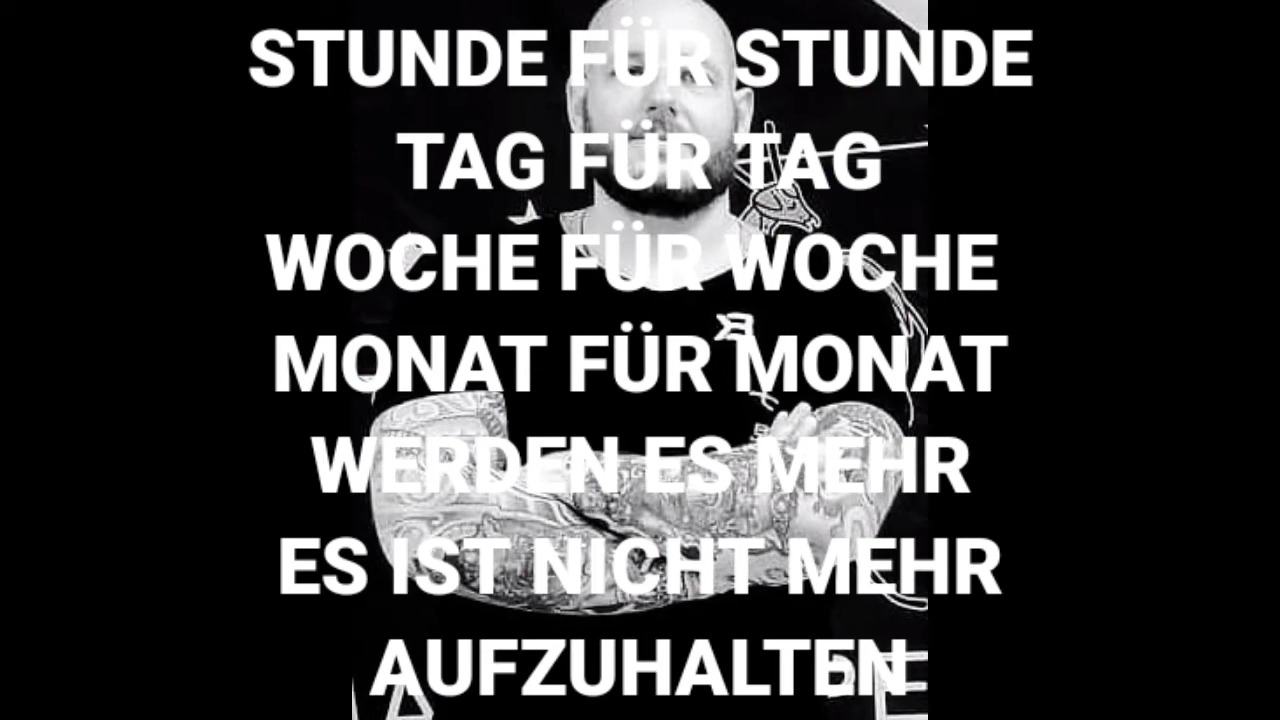 STUNDE FÜR STUNDE
TAG FÜR TAG
WOCHE FÜR WOCHE
MONAT FÜR MONAT
WERDEN ES MEHR
ES IST NICHT MEHR
AUFZUHALTEN